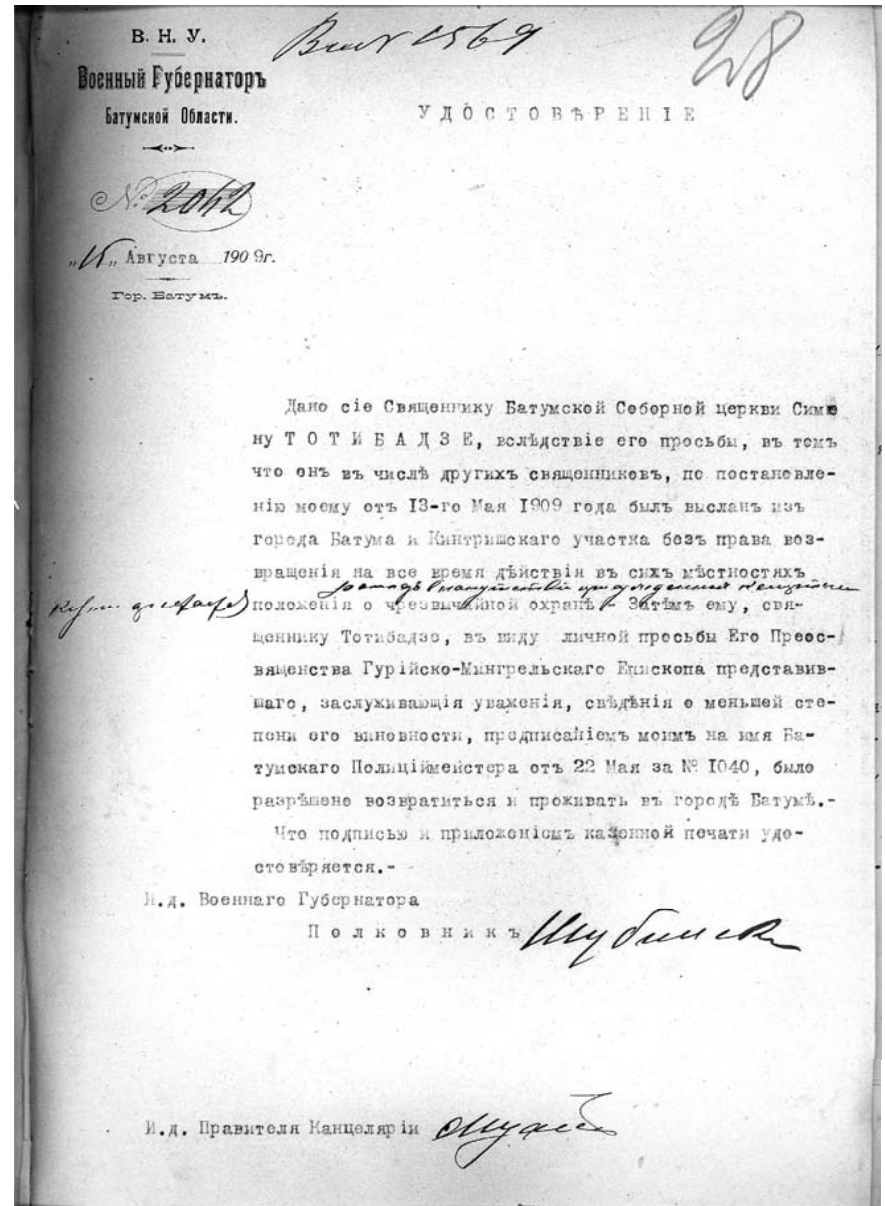 В. Н. У.
1569
28
Военный Губернаторъ
Батумской Области.
УДОСТОВѢРЕНІЕ
№ 2042
"15" Августа 1909г.
Гор. Батумъ.
Дано сіе Священнику Батумской Соборной церкви Симео
ну ТОТИБАДЗЕ, вслѣдствіе его просьбы, въ томъ
что онъ въ числѣ другихъ священниковъ, по постановле-
нію моему отъ 13-го Мая 1909 года былъ высланъ изъ
города Батума и Кинтришскаго участка безъ права воз-
вращенія на все время дѣйствія въ сихъ мѣстностяхъ
положенія о чрезвычайной охранѣ. Затѣмъ ему, свя-
щеннику Тотибадзе, въ виду личной просьбы Его Преос-
вященства Гурійско-Мингрельскаго Епископа представив-
шаго, заслуживающія уваженія, свѣдѣнія о меньшей сте-
пени его виновности, предписаніемъ моимъ на имя Ба-
тумскаго Полиціймейстера отъ 22 Мая за № 1040, было
разрѣшено возвратиться и проживать въ городѣ Батумѣ.-
Что подписью и приложеніемъ казенной печати удо-
стовѣряется.-
И.д. Военнаго Губернатора
Полковникъ
И.д. Правителя Канцеляріи